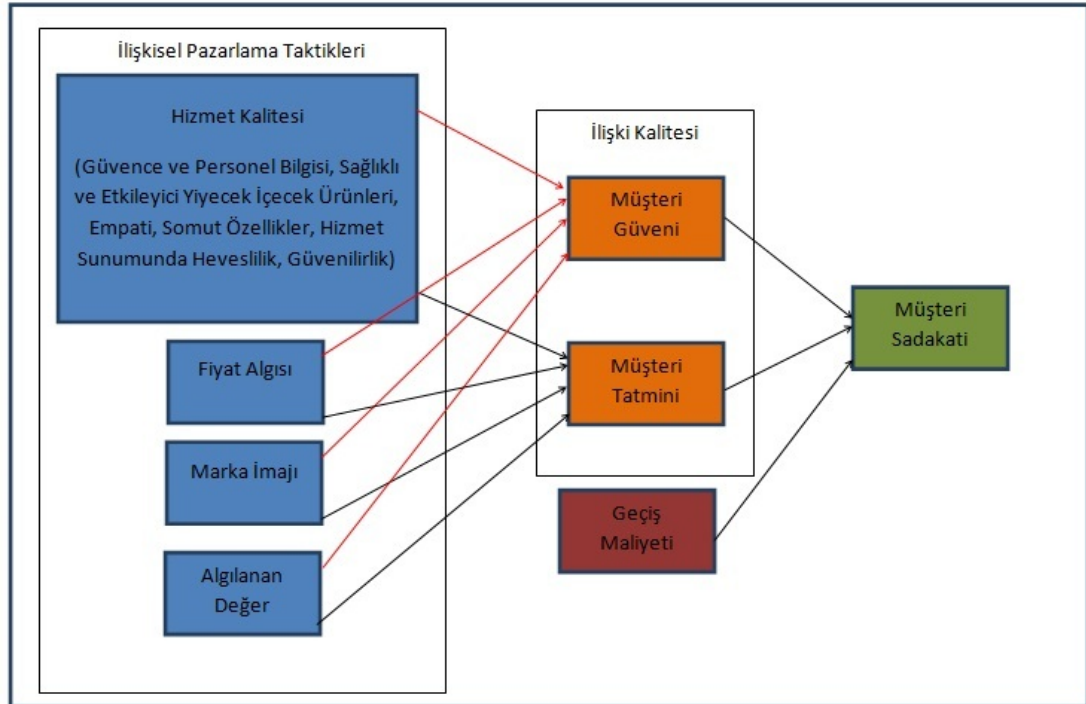 İlişkisel Pazarlama Taktikleri
Hizmet Kalitesi
(Güvence ve Personel Bilgisi, Sağlıklı
ve Etkileyici Yiyecek İçecek Ürünleri,
Empati, Somut Özellikler, Hizmet
Sunumunda Heveslilik, Güvenilirlik)
Fiyat Algısı
Marka İmajı
Algılanan
Değer
İlişki Kalitesi
Müşteri
Güveni
Müşteri
Tatmini
Geçiş
Maliyeti
Müşteri
Sadakati